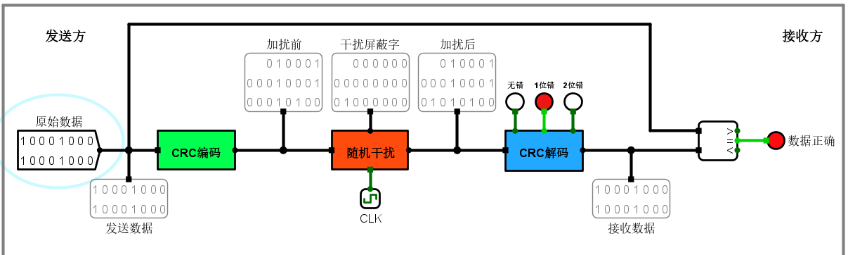 发送方
接收方
加扰前
干扰屏蔽字
加扰后
010001
00010001
00010100
000000
00000000
01000000
010001
00010001
01010100
无错
1位错
2位错
原始数据
10001000
10001000
CRC编码
随机干扰
CRC解码
>
=
<
数据正确
10001000
10001000
发送数据
CLK
10001000
10001000
接收数据